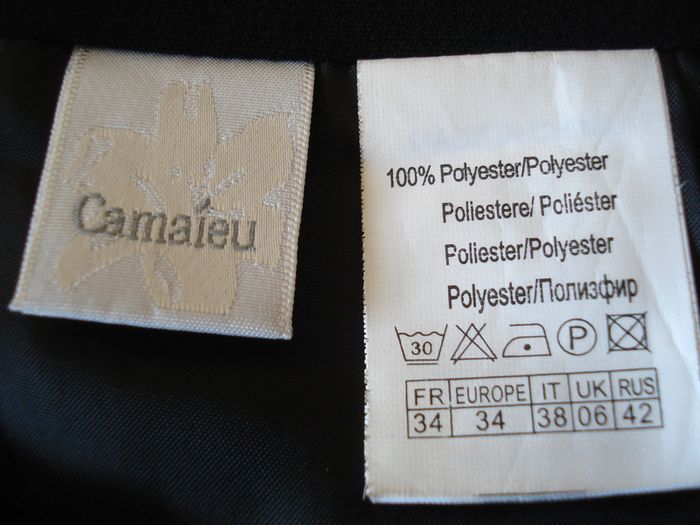 Camaïeu
100% Polyester/Polyester
Poliestere/ Poliéster
Poliester/Polyester
Polyester/Полизфир
30 P
FR EUROPE IT UK RUS
34 34 38 06 42